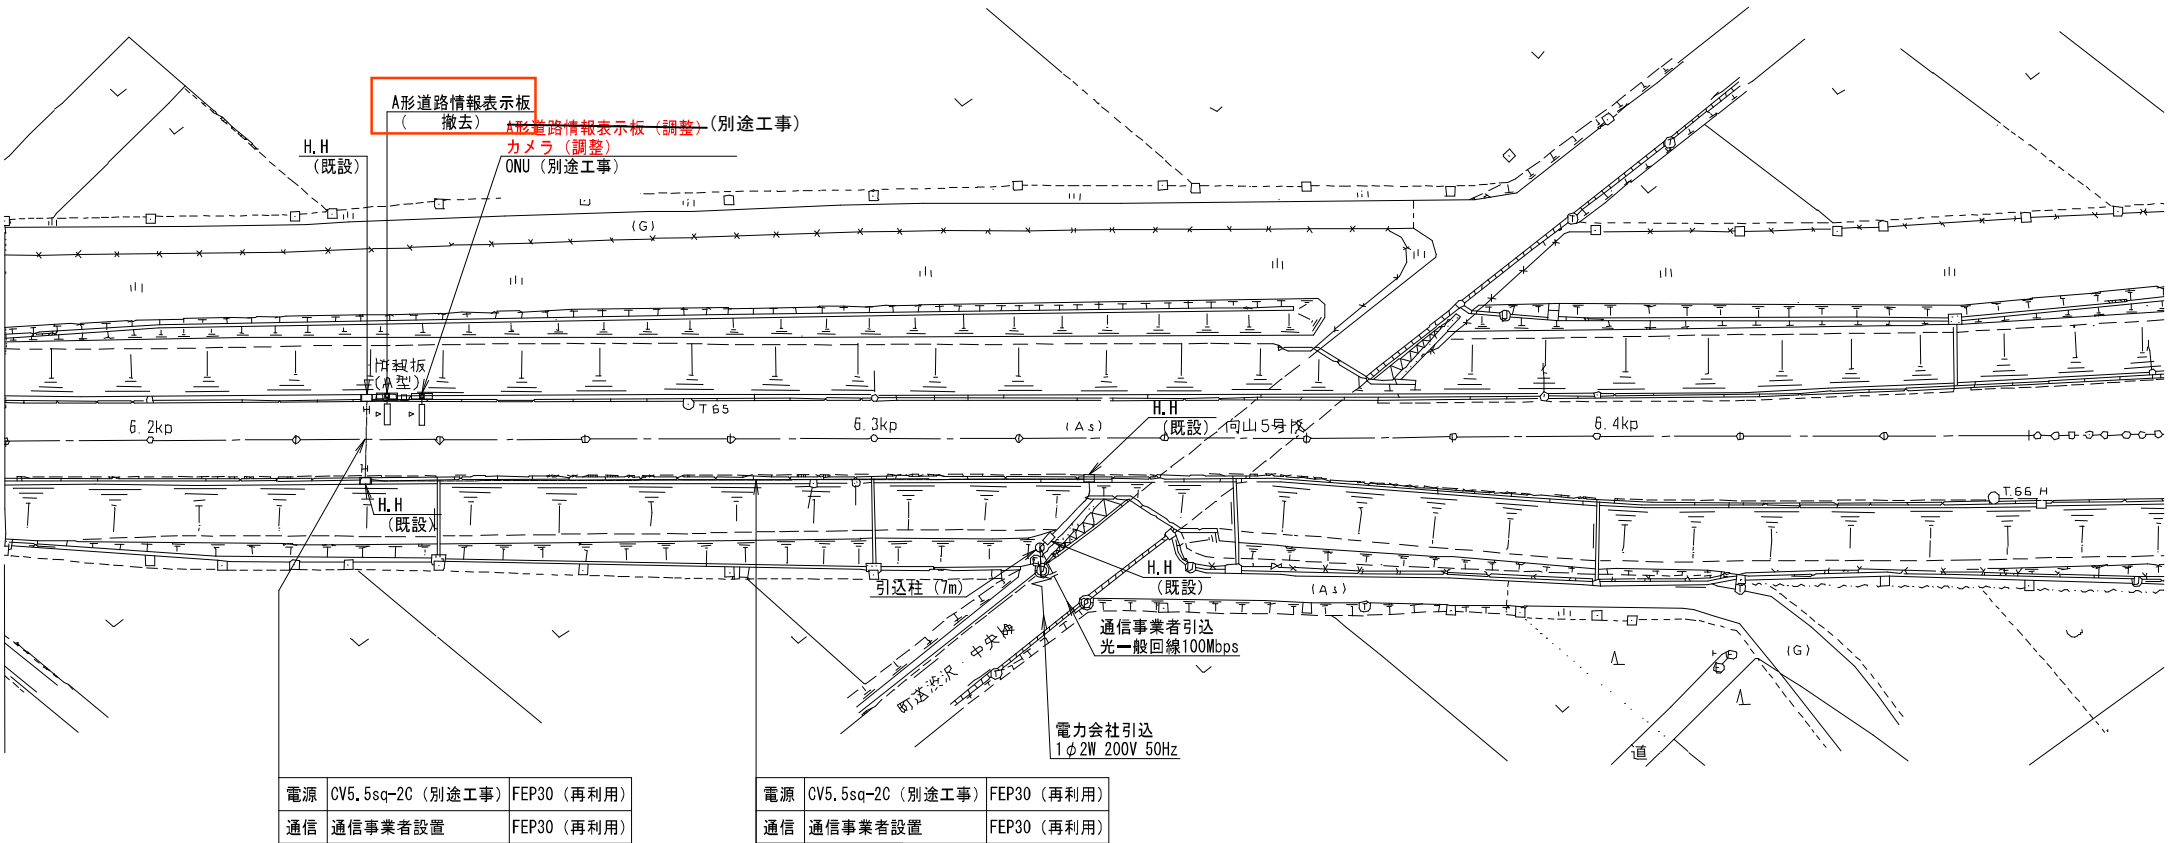 A形道路情報表示板
（　撤去）
A形道路情報表示板（調整）（別途工事）
カメラ（調整）
ONU（別途工事）
H.H
（既設）
(G)
情報板
(A型)
T65
6.2kp
6.3kp
(As)
H.H
（既設）
向山5号橋
6.4kp
H.H
（既設）
T.66 H
引込柱（7m）
H.H
（既設）
(As)
通信事業者引込
光一般回線100Mbps
(G)
町道渋沢・中央線
電力会社引込
1φ2W 200V 50Hz
道
電源 CV5.5sq-2C（別途工事） FEP30（再利用）
通信 通信事業者設置 FEP30（再利用）
電源 CV5.5sq-2C（別途工事） FEP30（再利用）
通信 通信事業者設置 FEP30（再利用）